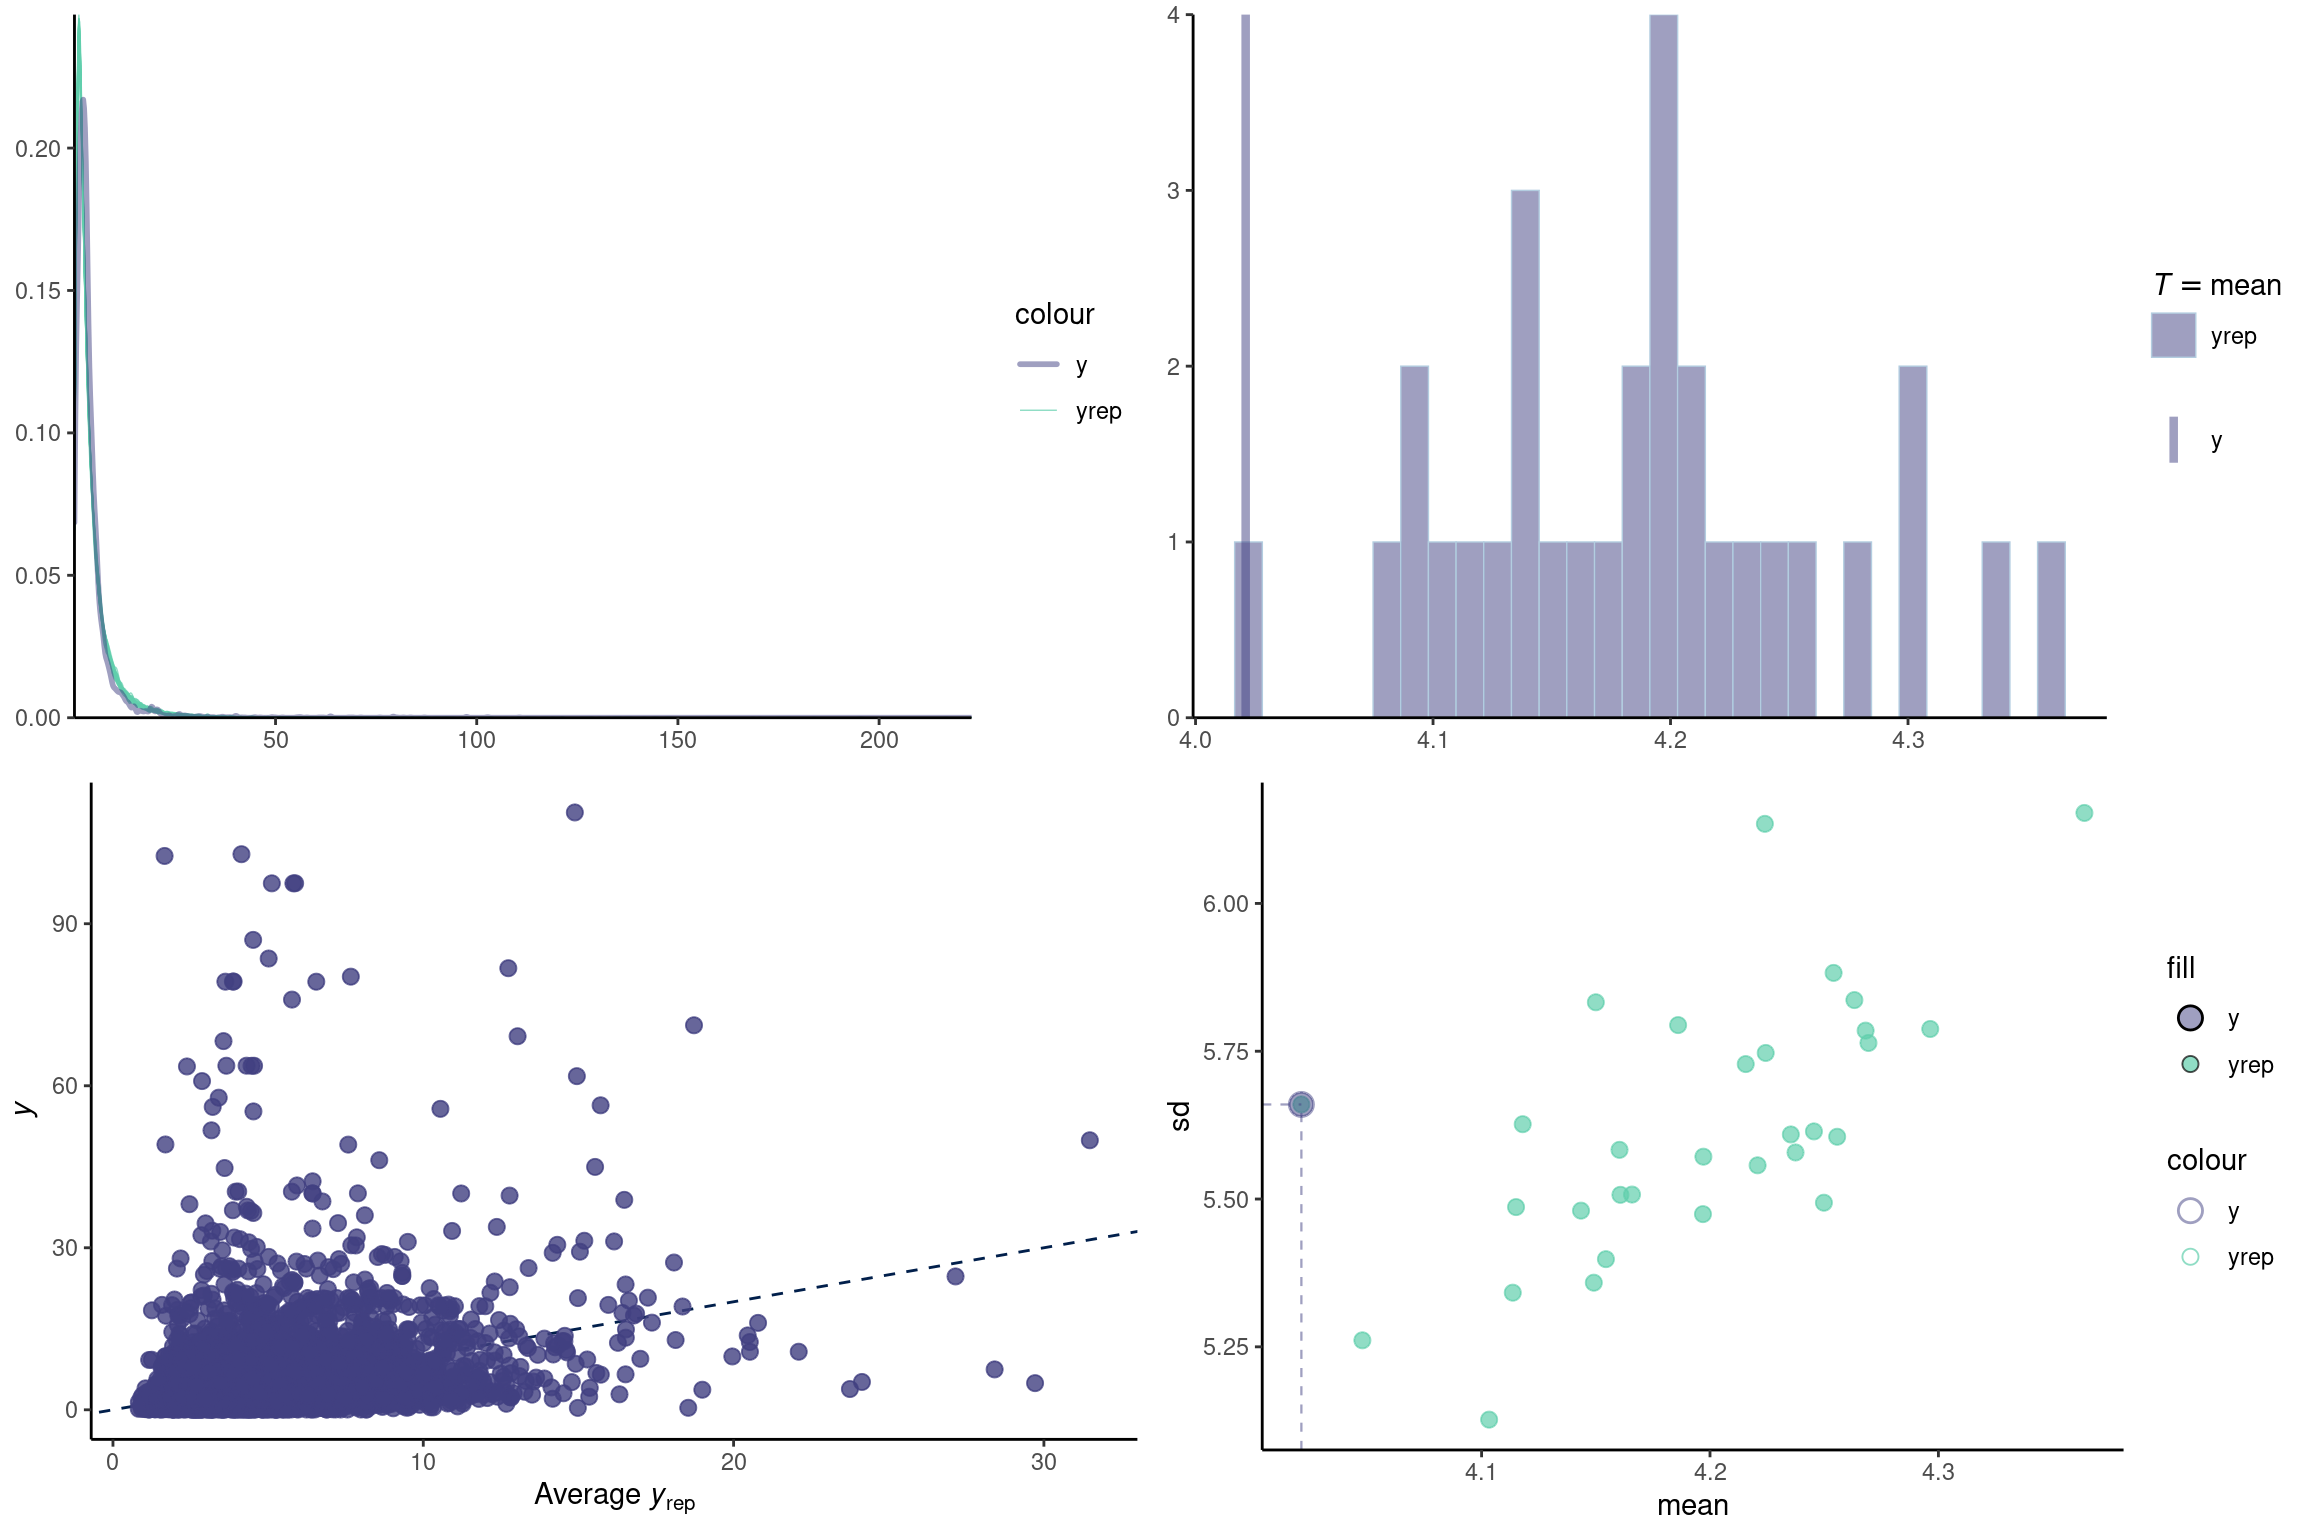 0.20
0.15
0.10
0.05
0.00
50 100 150 200
colour
y
yrep
4
3
2
1
0
4.0 4.1 4.2 4.3
T = mean
yrep
y
90
60
30
0
y
0 10 20 30
Average yrep
6.00
5.75
5.50
5.25
sd
4.1 4.2 4.3
mean
fill
y
yrep
colour
y
yrep